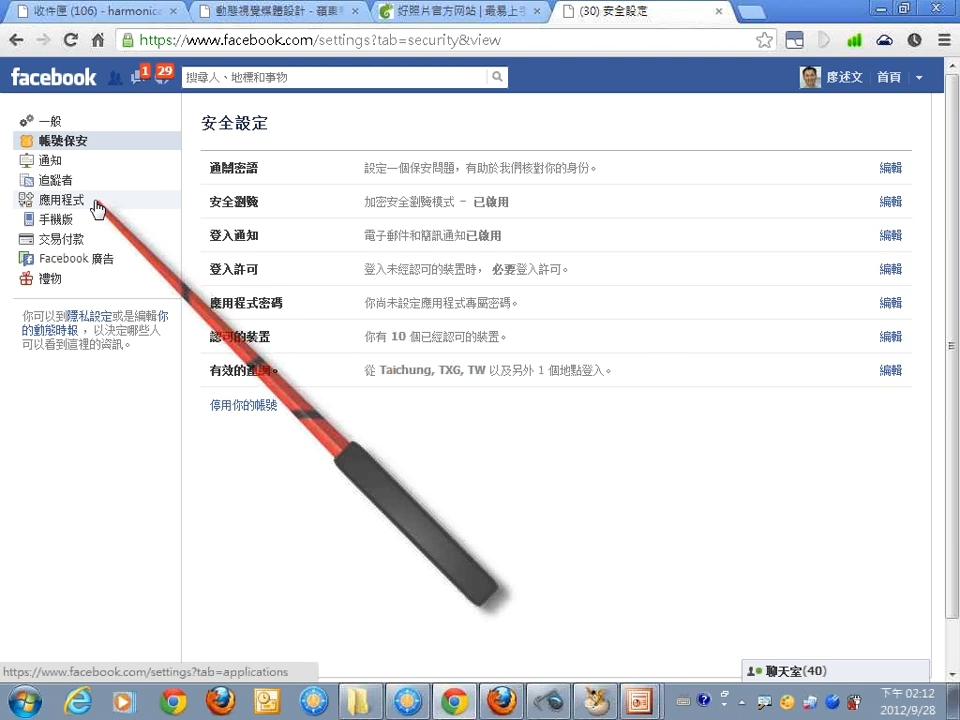 收件匣 (106) - harmonica
動態視覺媒體設計 - 蘋東
好照片官方网站 | 最易上手
(30) 安全設定
https://www.facebook.com/settings?tab=security&view
facebook
1
29
搜尋人、地標和事物
廖述文
首頁
一般
帳號保安
通知
追蹤者
應用程式
手機版
交易付款
Facebook 廣告
禮物
你可以到隱私設定或是編輯你
的動態時報 ，以決定哪些人
可以看到這裡的資訊。
安全設定
通關密語 設定一個保安問題，有助於我們核對你的身份。 編輯
安全瀏覽 加密安全瀏覽模式 - 已啟用 編輯
登入通知 電子郵件和簡訊通知已啟用 編輯
登入許可 登入未經認可的裝置時， 必要登入許可。 編輯
應用程式密碼 你尚未設定應用程式專屬密碼。 編輯
認可的裝置 你有 10 個已經認可的裝置。 編輯
有效的 從 Taichung, TXG, TW 以及另外 1 個地點登入。 編輯
停用你的帳號
https://www.facebook.com/settings?tab=applications
聊天室(40)
下午 02:12
2012/9/28